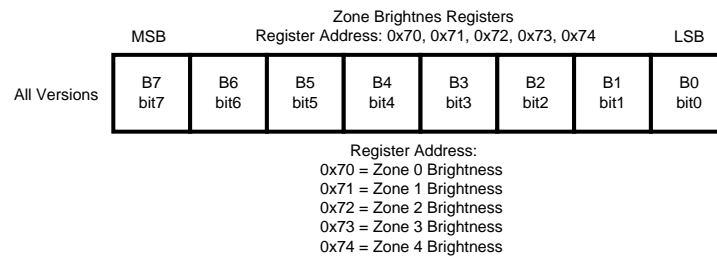 Zone Brightnes Registers
MSB Register Address: 0x70, 0x71, 0x72, 0x73, 0x74 LSB
All Versions B7 B6 B5 B4 B3 B2 B1 B0
bit7 bit6 bit5 bit4 bit3 bit2 bit1 bit0
Register Address:
0x70 = Zone 0 Brightness
0x71 = Zone 1 Brightness
0x72 = Zone 2 Brightness
0x73 = Zone 3 Brightness
0x74 = Zone 4 Brightness